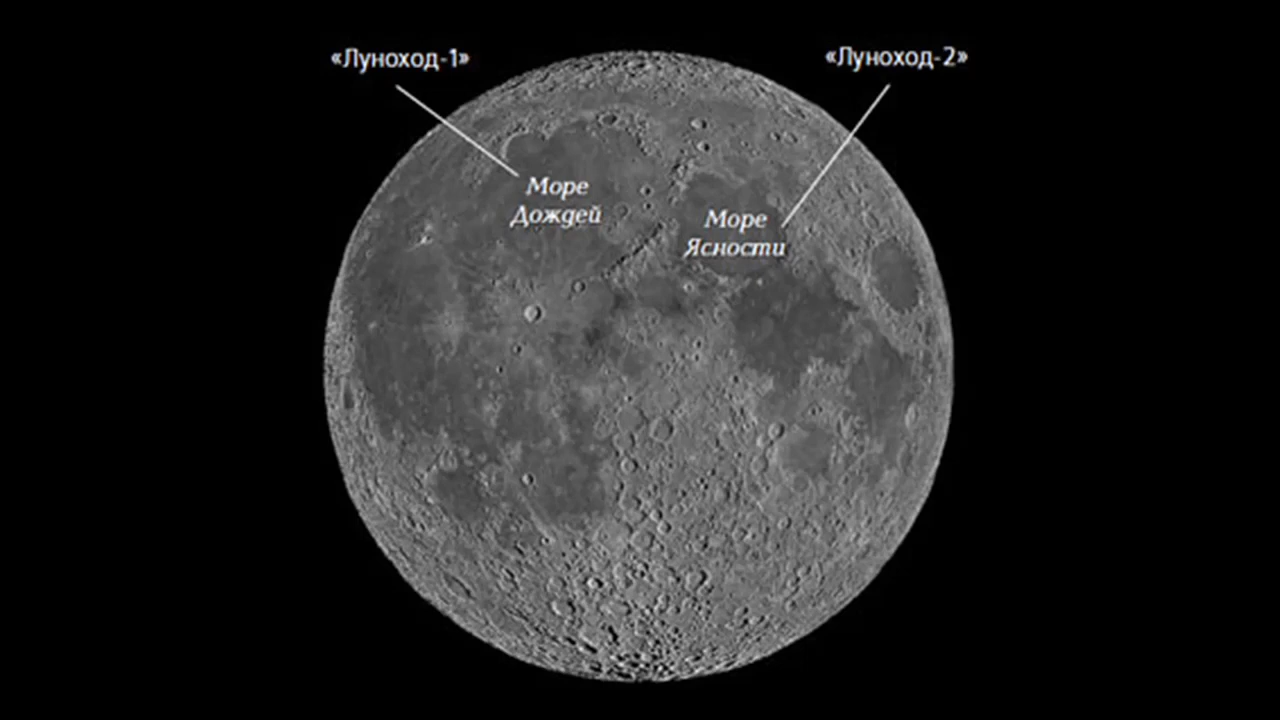 «Луноход-1»
«Луноход-2»
Море
Дождей
Море
Ясности